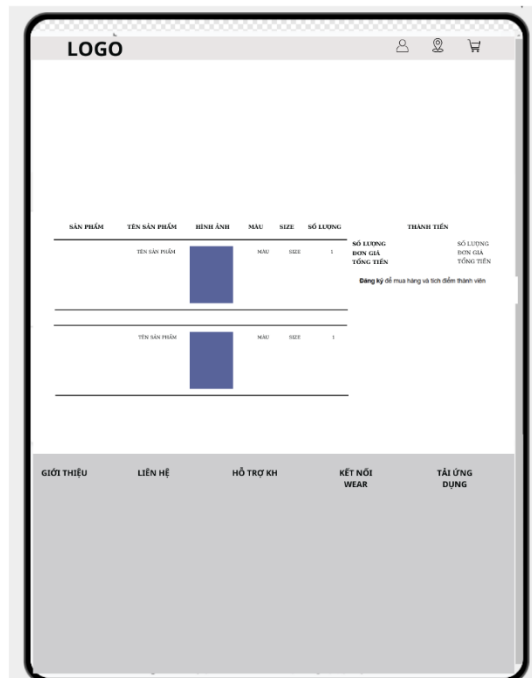 LOGO
SẢN PHẨM TÊN SẢN PHẨM HÌNH ẢNH MÀU SIZE SỐ LƯỢNG THÀNH TIỀN
TÊN SẢN PHẨM MÀU SIZE 1
SỐ LƯỢNG SỐ LƯỢNG
ĐƠN GIÁ ĐƠN GIÁ
TỔNG TIỀN TỔNG TIỀN
Đăng ký để mua hàng và tích điểm thành viên
TÊN SẢN PHẨM MÀU SIZE 1
GIỚI THIỆU LIÊN HỆ HỖ TRỢ KH KẾT NỐI TẢI ỨNG
WEAR DỤNG